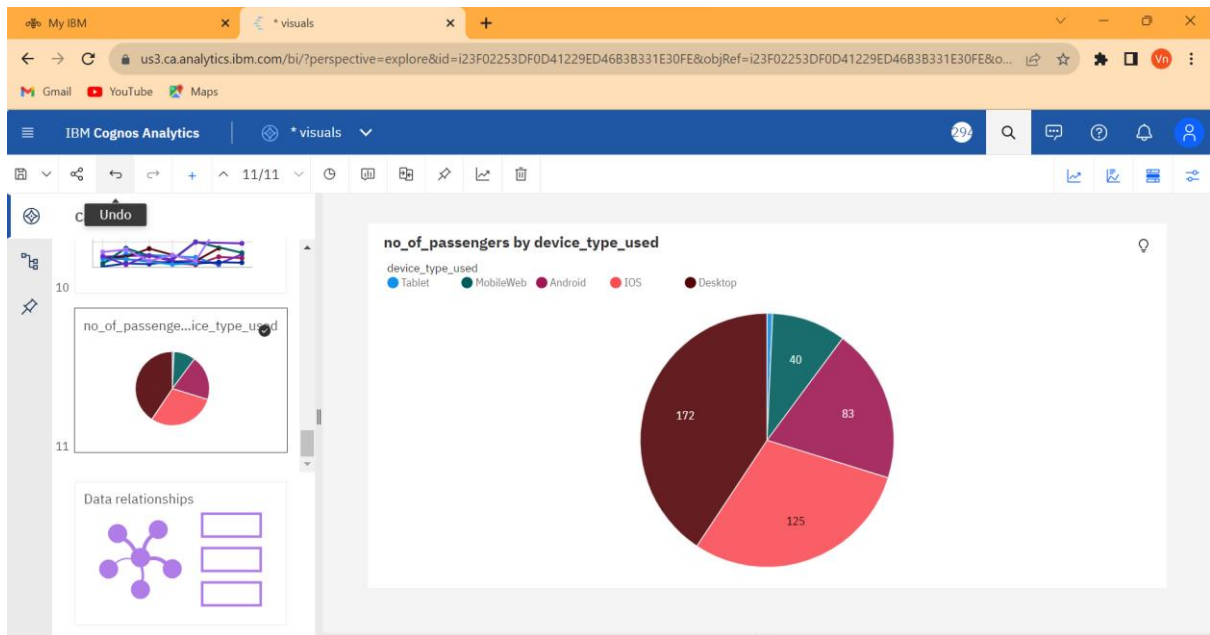 My IBM
* visuals
us3.ca.analytics.ibm.com/bi/?perspective=explore&id=i23F02253DF0D41229ED46B3B331E30FE&objRef=i23F02253DF0D41229ED46B3B331E30FE&o...
Vn
Gmail YouTube Maps
IBM Cognos Analytics * visuals
294
11/11
Undo
10
no_of_passenge...ice_type_used
11
Data relationships
no_of_passengers by device_type_used
device_type_used
Tablet MobileWeb Android IOS Desktop
40
83
172
125